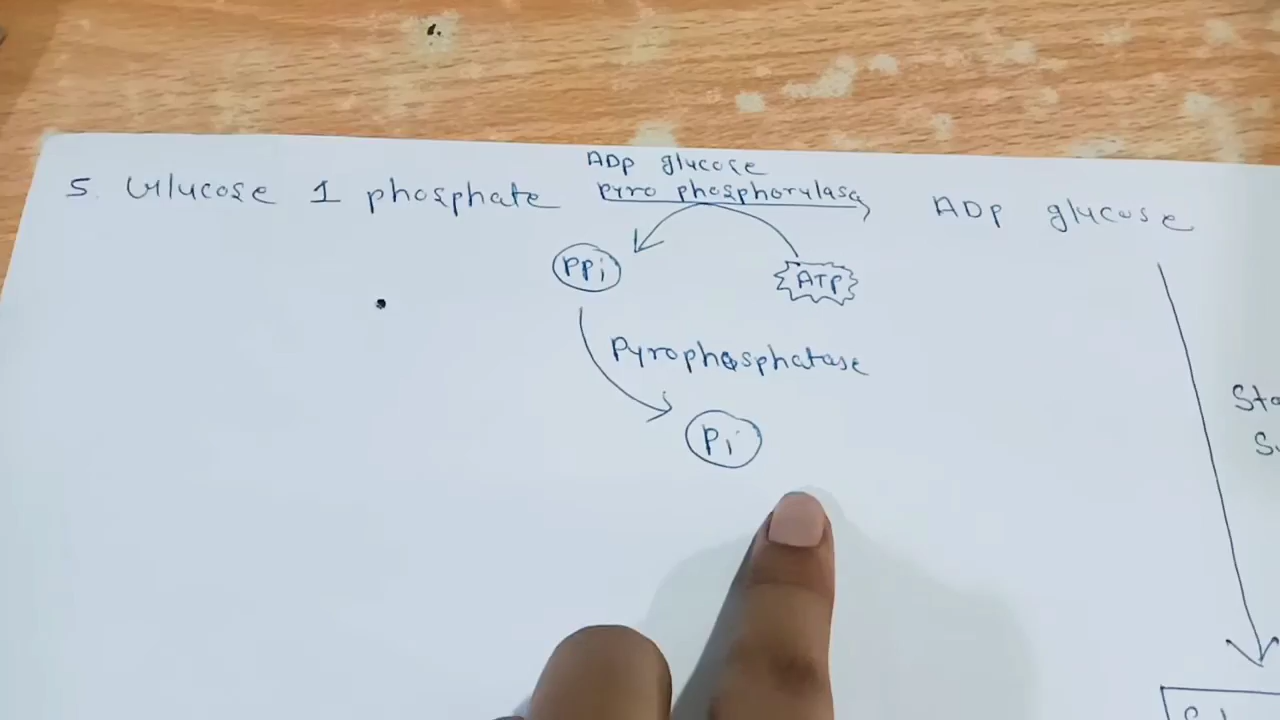 ADP glucose
5. Glucose 1 phosphate pyro phosphorylase ADP glucose
PPi ATP
Pyrophosphatase
Pi